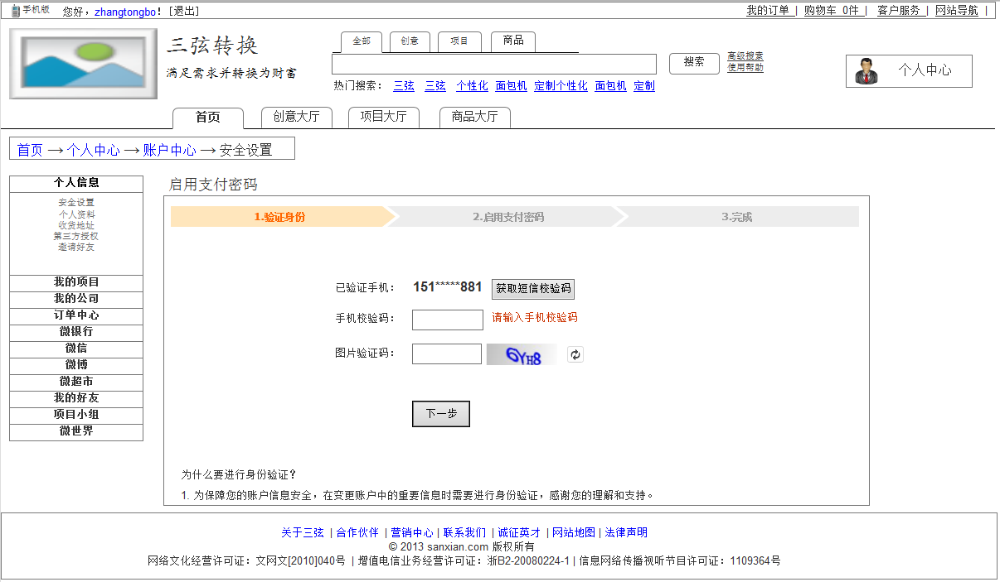 手机版 您好，zhangtongbo！[退出] 我的订单 | 购物车 0件 | 客户服务 | 网站导航 |
三弦转换
满足需求并转换为财富
全部 创意 项目 商品
搜索 高级搜索
使用帮助
个人中心
热门搜索： 三弦 三弦 个性化 面包机 定制个性化 面包机 定制
首页 创意大厅 项目大厅 商品大厅
首页 → 个人中心 → 账户中心 → 安全设置
个人信息
安全设置
个人资料
收货地址
第三方授权
邀请好友
我的项目
我的公司
订单中心
微银行
微信
微博
微超市
我的好友
项目小组
微世界
启用支付密码
1.验证身份 2.启用支付密码 3.完成
已验证手机： 151*****881 获取短信校验码
手机校验码： 请输入手机校验码
图片验证码： 6YH8
下一步
为什么要进行身份验证？
1. 为保障您的账户信息安全，在变更账户中的重要信息时需要进行身份验证，感谢您的理解和支持。
关于三弦 | 合作伙伴 | 营销中心 | 联系我们 | 诚征英才 | 网站地图 | 法律声明
© 2013 sanxian.com 版权所有
网络文化经营许可证：文网文[2010]040号 | 增值电信业务经营许可证：浙B2-20080224-1 | 信息网络传播视听节目许可证：1109364号